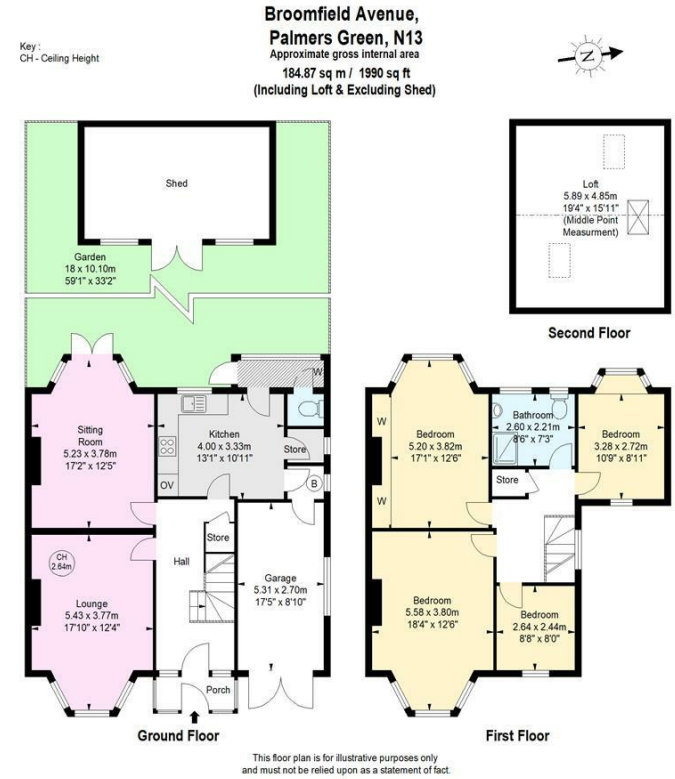 Broomfield Avenue,
Palmers Green, N13
Approximate gross internal area
184.87 sq m / 1990 sq ft
(Including Loft & Excluding Shed)
Key :
CH - Ceiling Height
N
Shed
Garden
18 x 10.10m
59'1" x 33'2"
Loft
5.89 x 4.85m
19'4" x 15'11"
(Middle Point
Measurment)
Second Floor
W
Sitting
Room
5.23 x 3.78m
17'2" x 12'5"
Kitchen
4.00 x 3.33m
13'1" x 10'11"
OV
Store
B
CH
2.64m
Lounge
5.43 x 3.77m
17'10" x 12'4"
Hall
Store
Garage
5.31 x 2.70m
17'5" x 8'10"
Porch
Ground Floor
W
W
Bedroom
5.20 x 3.82m
17'1" x 12'6"
Bathroom
2.60 x 2.21m
8'6" x 7'3"
Bedroom
3.28 x 2.72m
10'9" x 8'11"
Store
Bedroom
5.58 x 3.80m
18'4" x 12'6"
Bedroom
2.64 x 2.44m
8'8" x 8'0"
First Floor
This floor plan is for illustrative purposes only
and must not be relied upon as a statement of fact.